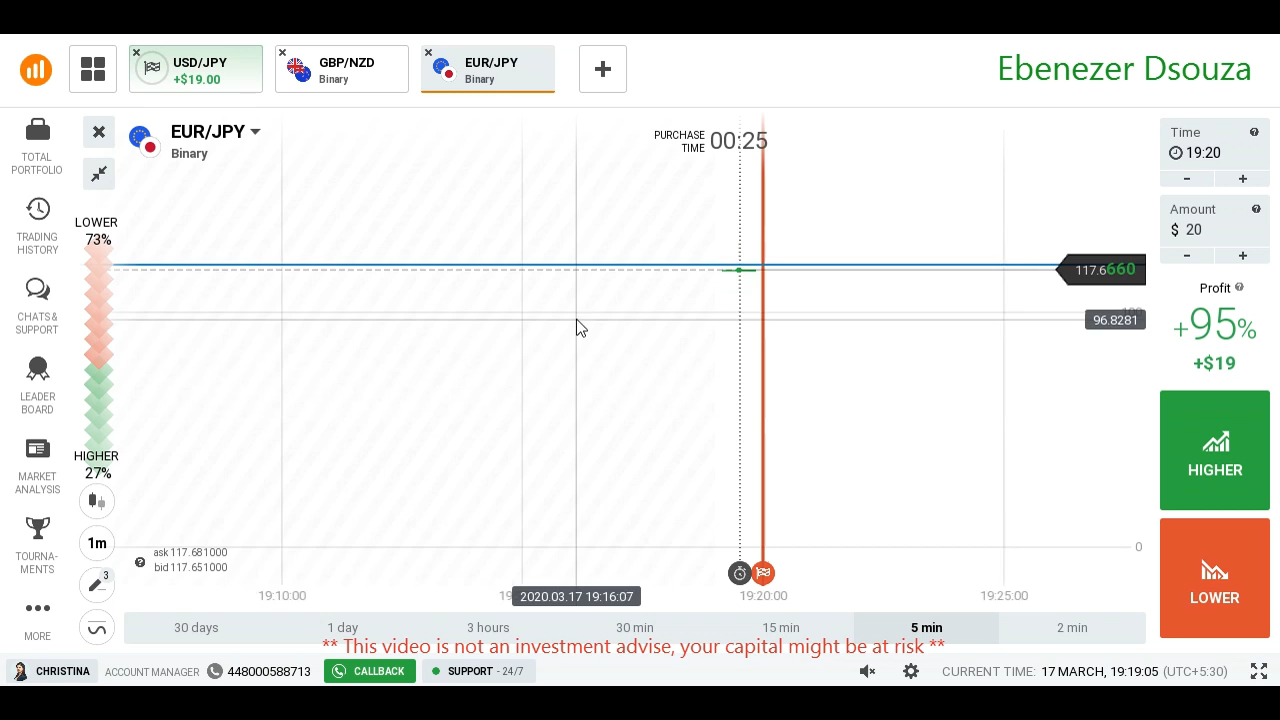 USD/JPY
+$19.00
GBP/NZD
Binary
EUR/JPY
Binary
Ebenezer Dsouza
TOTAL
PORTFOLIO
TRADING
HISTORY
CHATS &
SUPPORT
LEADER
BOARD
MARKET
ANALYSIS
TOURNA-
MENTS
MORE
EUR/JPY
Binary
LOWER
73%
HIGHER
27%
1m
3
PURCHASE
TIME
00:25
117.6660
96.8281
0
ask 117.681000
bid 117.651000
19:10:00
2020.03.17 19:16:07
19:20:00
19:25:00
30 days
1 day
3 hours
30 min
15 min
5 min
2 min
Time
19:20
- +
Amount
$ 20
- +
Profit
+95%
+$19
HIGHER
LOWER
** This video is not an investment advise, your capital might be at risk **
CHRISTINA
ACCOUNT MANAGER
448000588713
CALLBACK
SUPPORT - 24/7
CURRENT TIME: 17 MARCH, 19:19:05 (UTC+5:30)